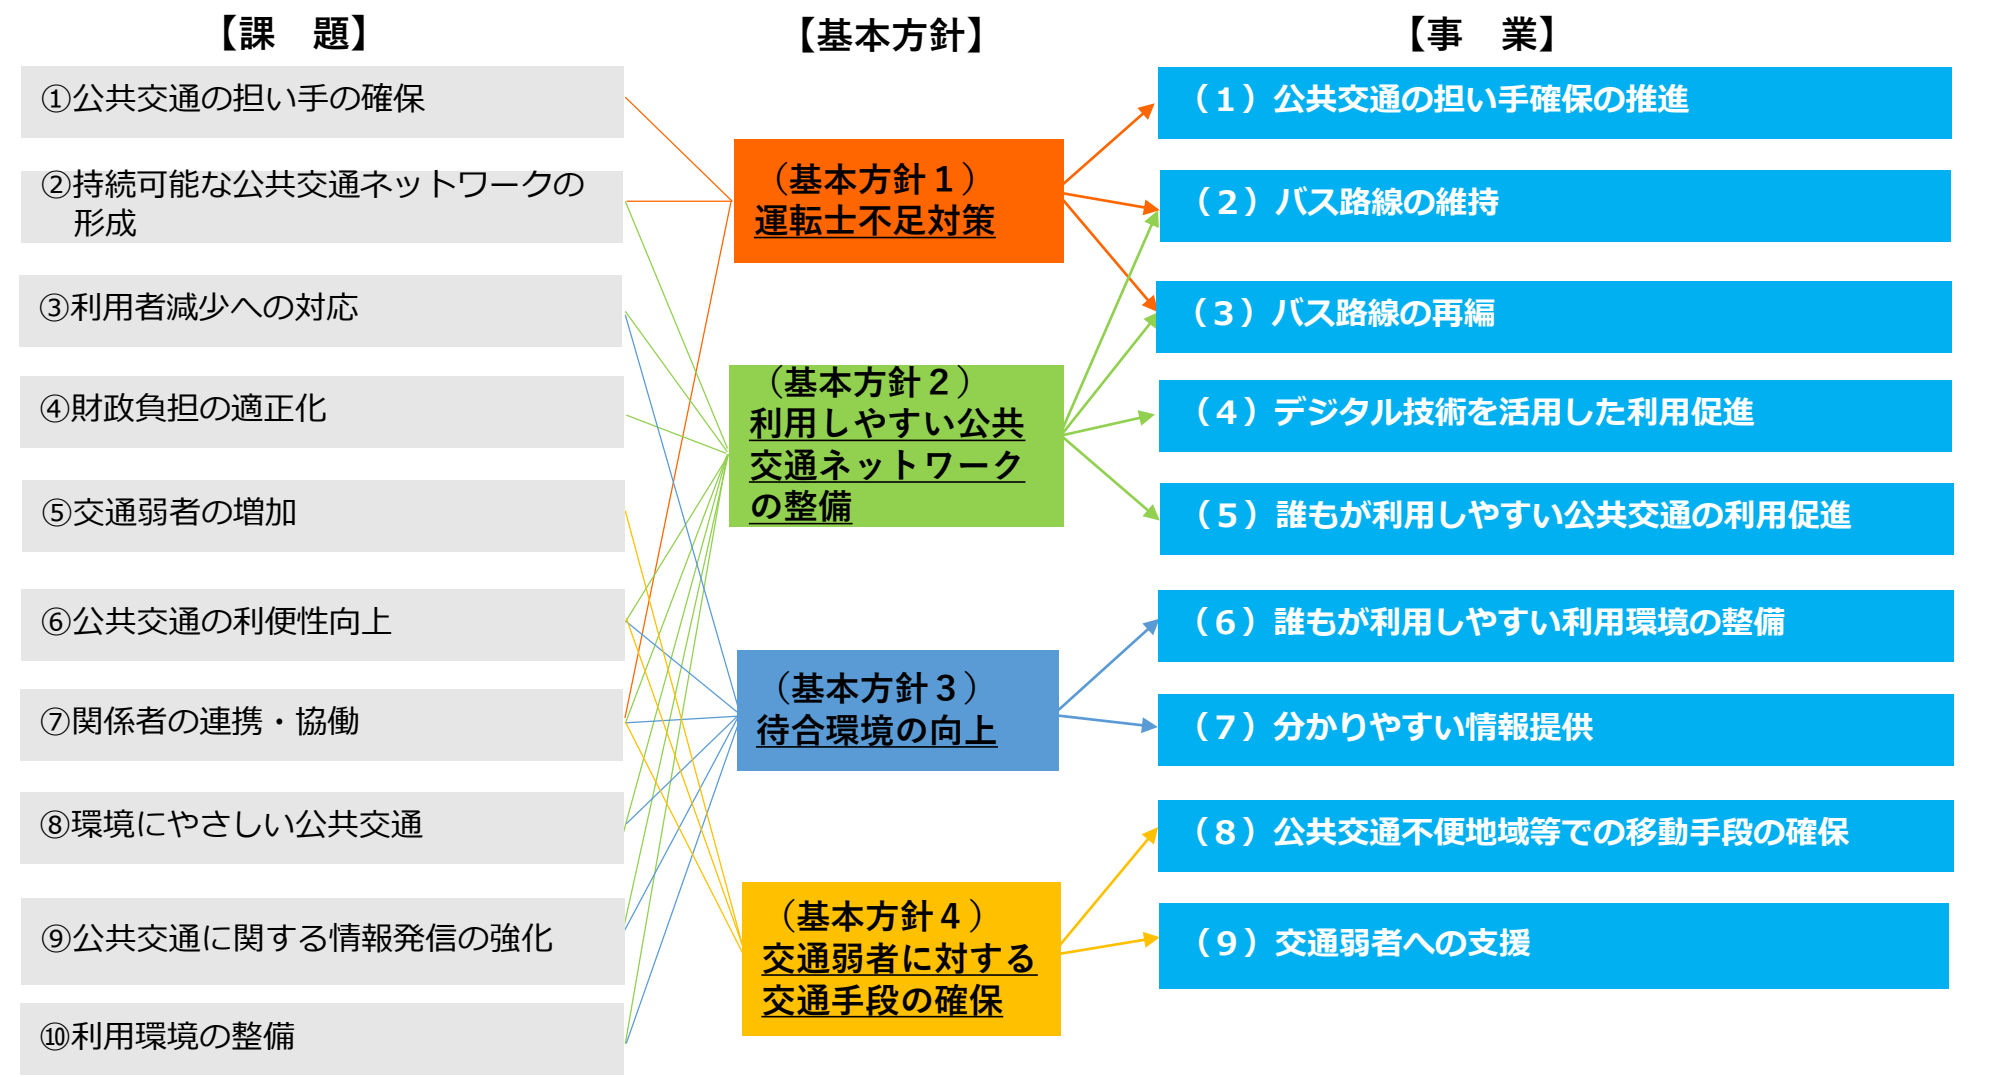 【課　題】
①公共交通の担い手の確保
②持続可能な公共交通ネットワークの
形成
③利用者減少への対応
④財政負担の適正化
⑤交通弱者の増加
⑥公共交通の利便性向上
⑦関係者の連携・協働
⑧環境にやさしい公共交通
⑨公共交通に関する情報発信の強化
⑩利用環境の整備
【基本方針】
（基本方針１）
運転士不足対策
（基本方針２）
利用しやすい公共
交通ネットワーク
の整備
（基本方針３）
待合環境の向上
（基本方針４）
交通弱者に対する
交通手段の確保
【事　業】
（１）公共交通の担い手確保の推進
（２）バス路線の維持
（３）バス路線の再編
（４）デジタル技術を活用した利用促進
（５）誰もが利用しやすい公共交通の利用促進
（６）誰もが利用しやすい利用環境の整備
（７）分かりやすい情報提供
（８）公共交通不便地域等での移動手段の確保
（９）交通弱者への支援